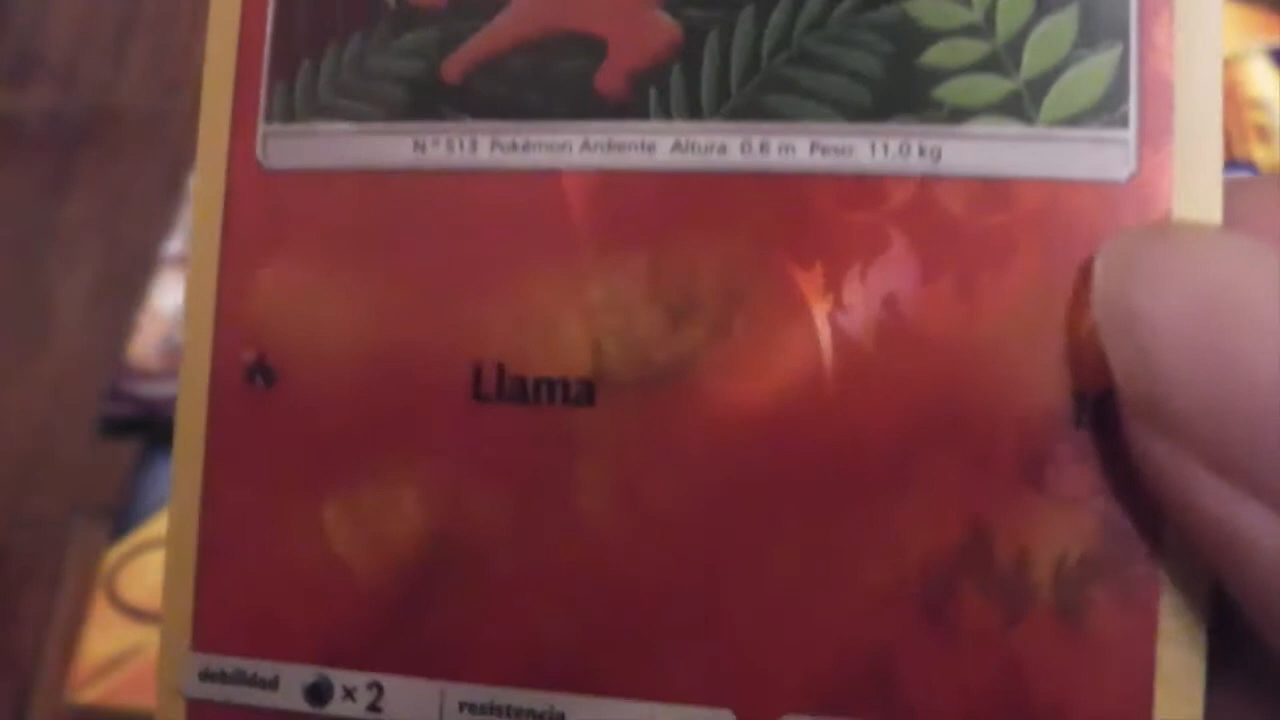 N.º 513 Pokémon Ardiente Altura: 0.6 m Peso: 11.0 kg
Llama
debilidad ×2 resistencia